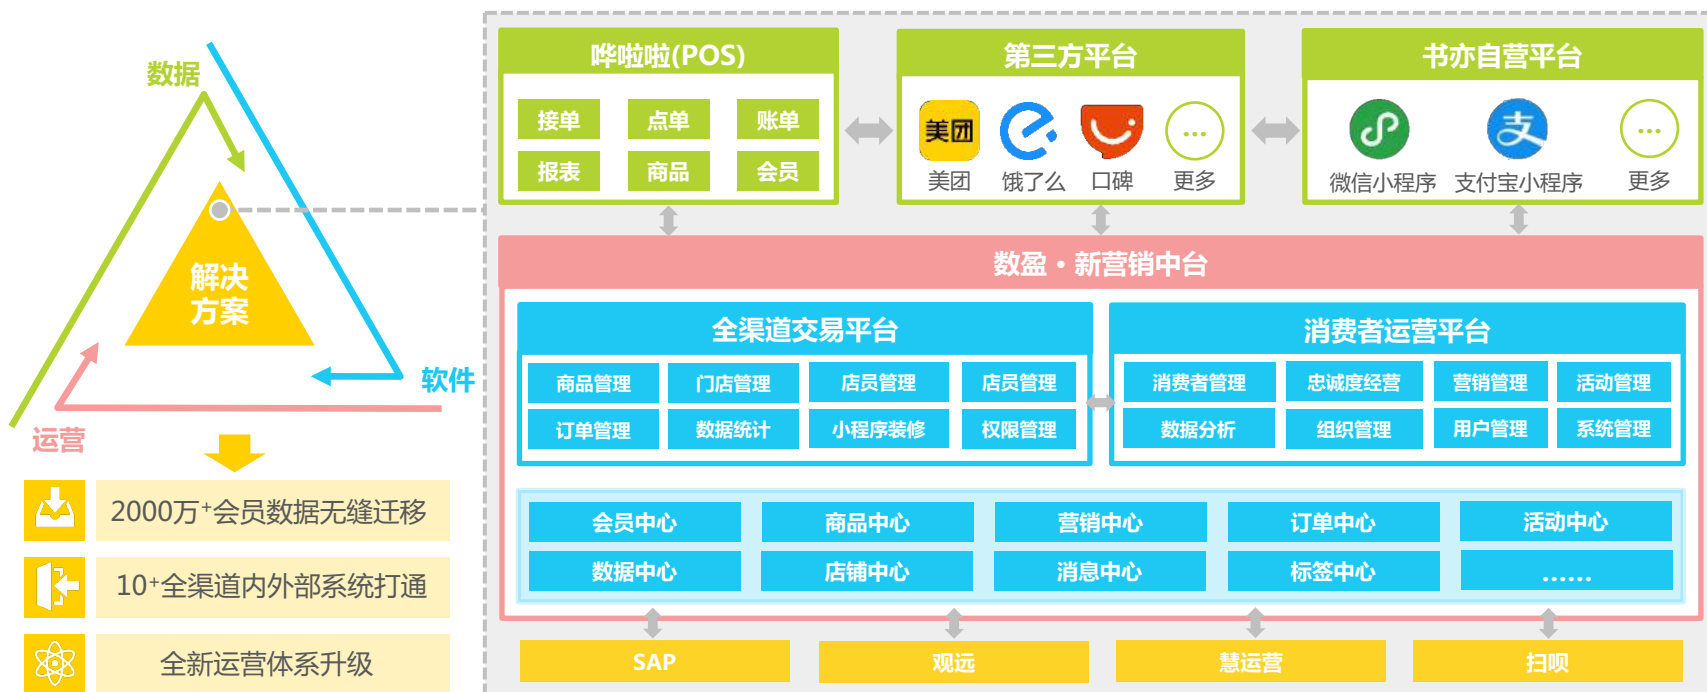 数据
解决
方案
软件
运营
2000万+会员数据无缝迁移
10+全渠道内外部系统打通
全新运营体系升级
哗啦啦(POS)
接单 点单 账单
报表 商品 会员
第三方平台
美团
...
美团 饿了么 口碑 更多
书亦自营平台
支 ...
微信小程序 支付宝小程序 更多
数盈·新营销中台
全渠道交易平台
商品管理 门店管理 店员管理 店员管理
订单管理 数据统计 小程序装修 权限管理
消费者运营平台
消费者管理 忠诚度经营 营销管理 活动管理
数据分析 组织管理 用户管理 系统管理
会员中心 商品中心 营销中心 订单中心 活动中心
数据中心 店铺中心 消息中心 标签中心 ......
SAP 观远 慧运营 扫呗